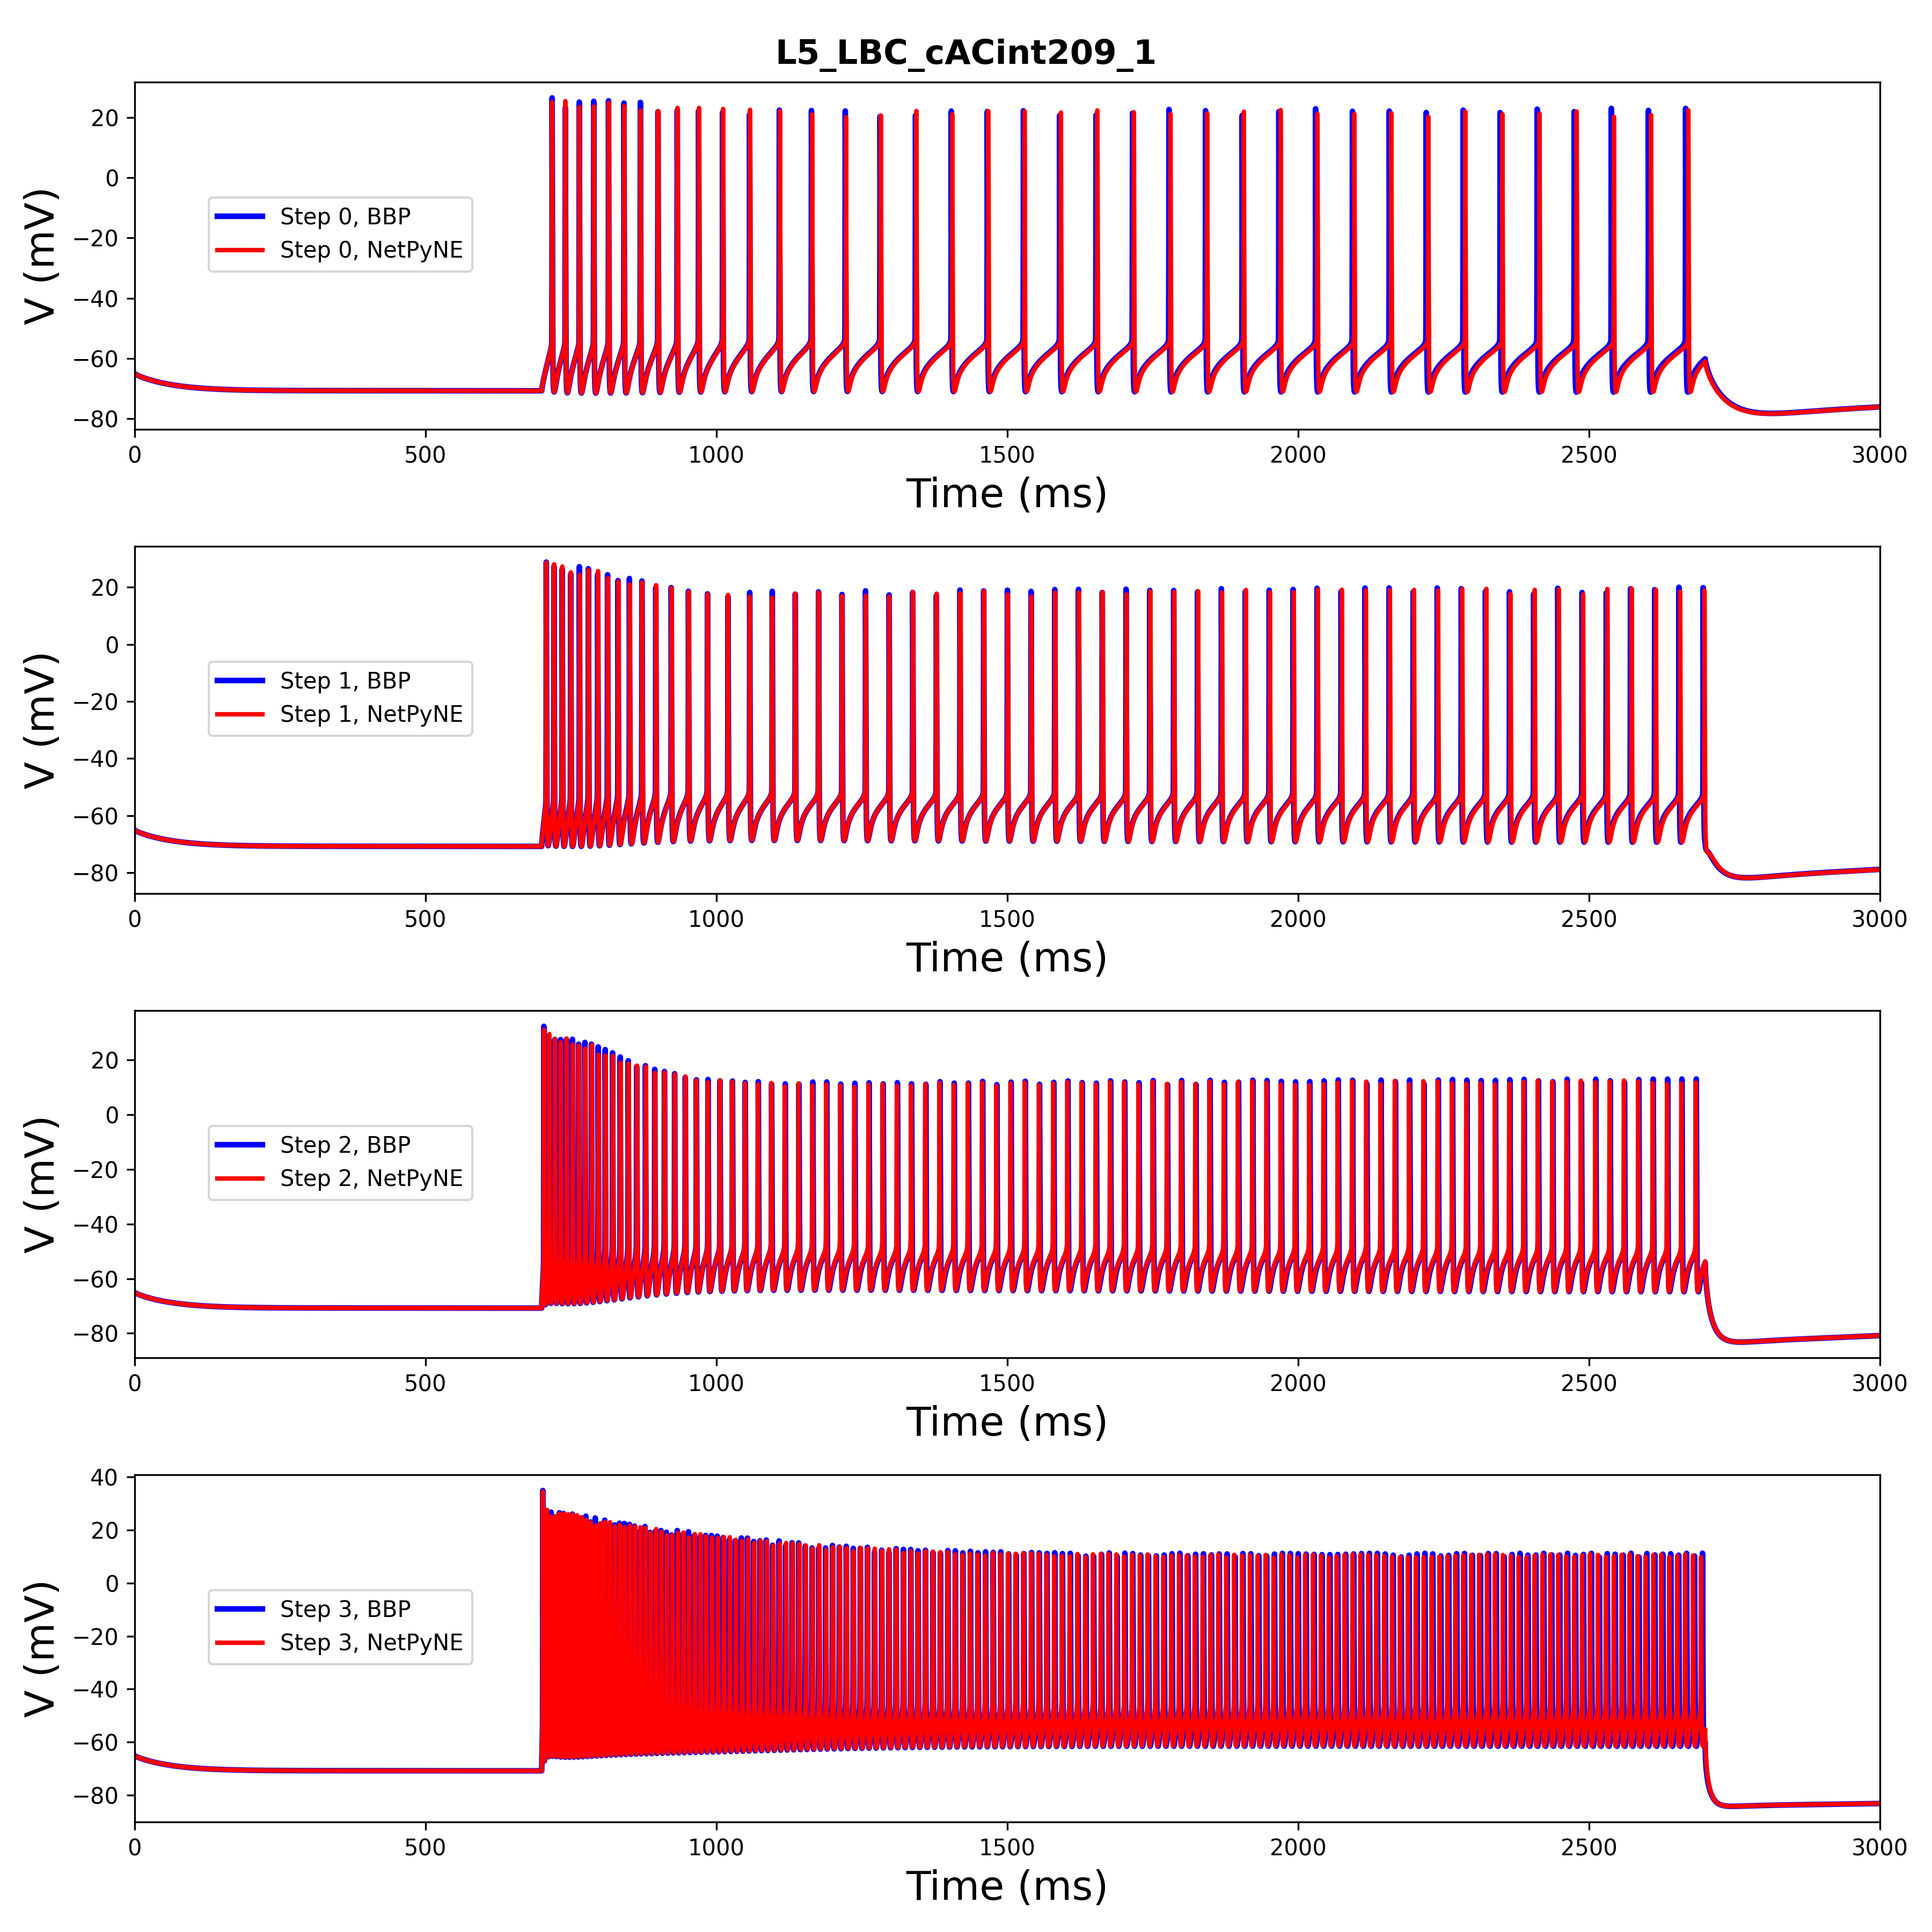 L5_LBC_cACint209_1
20
0
−20
−40
−60
−80
V (mV)
Step 0, BBP
Step 0, NetPyNE
0 500 1000 1500 2000 2500 3000
Time (ms)
20
0
−20
−40
−60
−80
V (mV)
Step 1, BBP
Step 1, NetPyNE
0 500 1000 1500 2000 2500 3000
Time (ms)
20
0
−20
−40
−60
−80
V (mV)
Step 2, BBP
Step 2, NetPyNE
0 500 1000 1500 2000 2500 3000
Time (ms)
40
20
0
−20
−40
−60
−80
V (mV)
Step 3, BBP
Step 3, NetPyNE
0 500 1000 1500 2000 2500 3000
Time (ms)